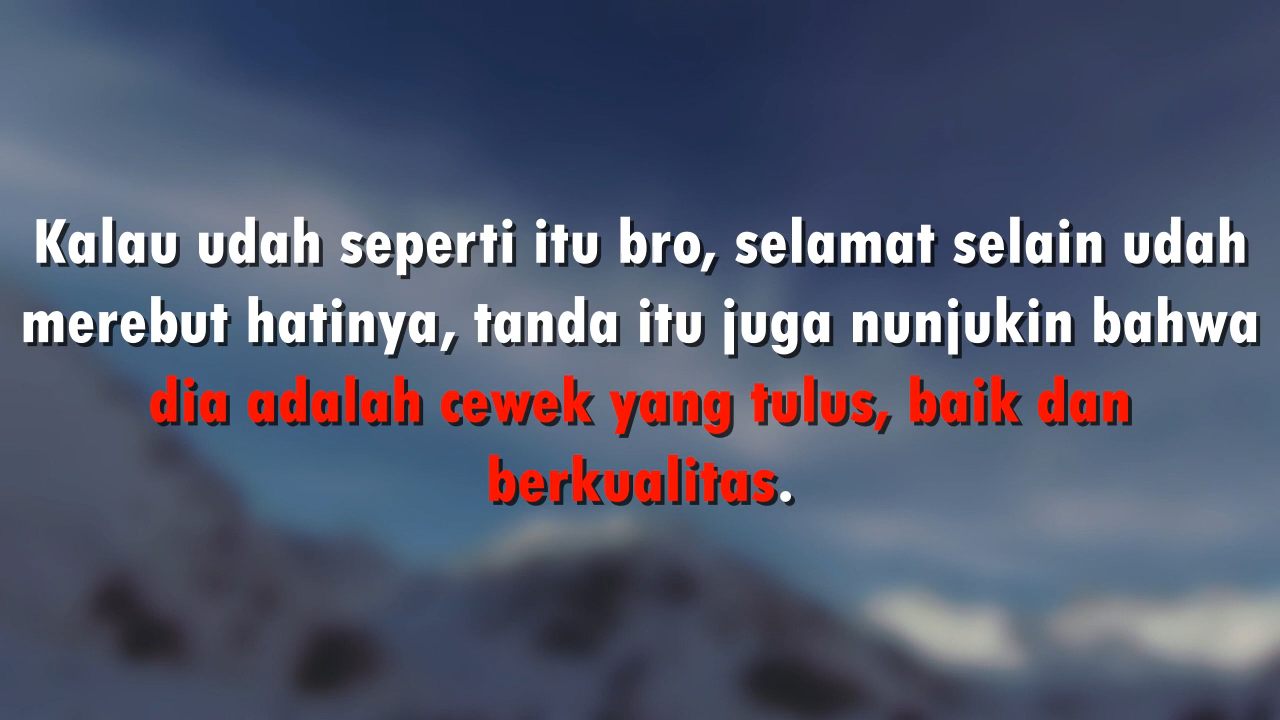 Kalau udah seperti itu bro, selamat selain udah
merebut hatinya, tanda itu juga nunjukin bahwa
dia adalah cewek yang tulus, baik dan
berkualitas.